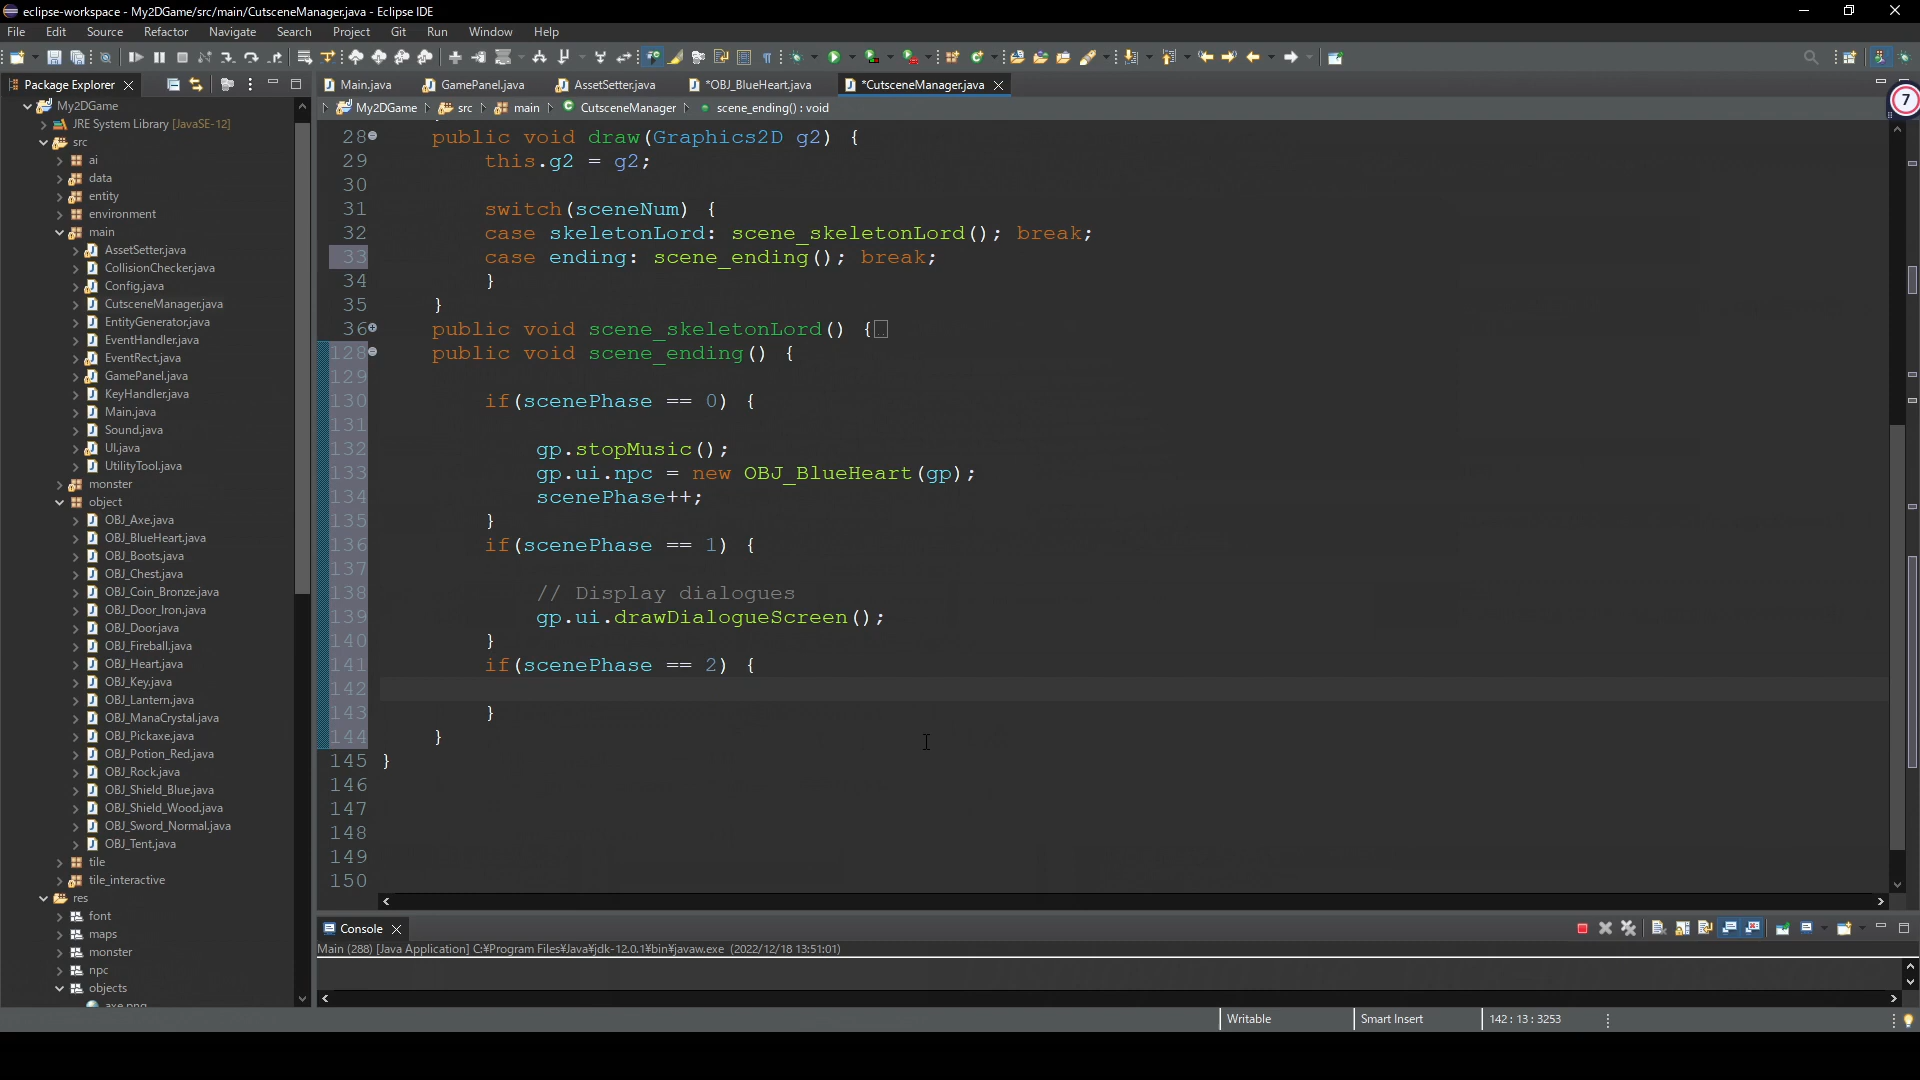 eclipse-workspace - My2DGame/src/main/CutsceneManager.java - Eclipse IDE
File Edit Source Refactor Navigate Search Project Git Run Window Help
Package Explorer
Main.java GamePanel.java AssetSetter.java *OBJ_BlueHeart.java *CutsceneManager.java
My2DGame src main CutsceneManager scene_ending() : void
7
My2DGame
JRE System Library [JavaSE-12]
src
ai
data
entity
environment
main
AssetSetter.java
CollisionChecker.java
Config.java
CutsceneManager.java
EntityGenerator.java
EventHandler.java
EventRect.java
GamePanel.java
KeyHandler.java
Main.java
Sound.java
UI.java
UtilityTool.java
monster
object
OBJ_Axe.java
OBJ_BlueHeart.java
OBJ_Boots.java
OBJ_Chest.java
OBJ_Coin_Bronze.java
OBJ_Door_Iron.java
OBJ_Door.java
OBJ_Fireball.java
OBJ_Heart.java
OBJ_Key.java
OBJ_Lantern.java
OBJ_ManaCrystal.java
OBJ_Pickaxe.java
OBJ_Potion_Red.java
OBJ_Rock.java
OBJ_Shield_Blue.java
OBJ_Shield_Wood.java
OBJ_Sword_Normal.java
OBJ_Tent.java
tile
tile_interactive
res
font
maps
monster
npc
objects
axe.png
28 public void draw(Graphics2D g2) {
29 this.g2 = g2;
30
31 switch(sceneNum) {
32 case skeletonLord: scene_skeletonLord(); break;
33 case ending: scene_ending(); break;
34 }
35 }
36 public void scene_skeletonLord() {
128 public void scene_ending() {
129
130 if(scenePhase == 0) {
131
132 gp.stopMusic();
133 gp.ui.npc = new OBJ_BlueHeart(gp);
134 scenePhase++;
135 }
136 if(scenePhase == 1) {
137
138 // Display dialogues
139 gp.ui.drawDialogueScreen();
140 }
141 if(scenePhase == 2) {
142
143 }
144 }
145 }
146
147
148
149
150
Console
Main (288) [Java Application] C:¥Program Files¥Java¥jdk-12.0.1¥bin¥javaw.exe (2022/12/18 13:51:01)
Writable Smart Insert 142 : 13 : 3253